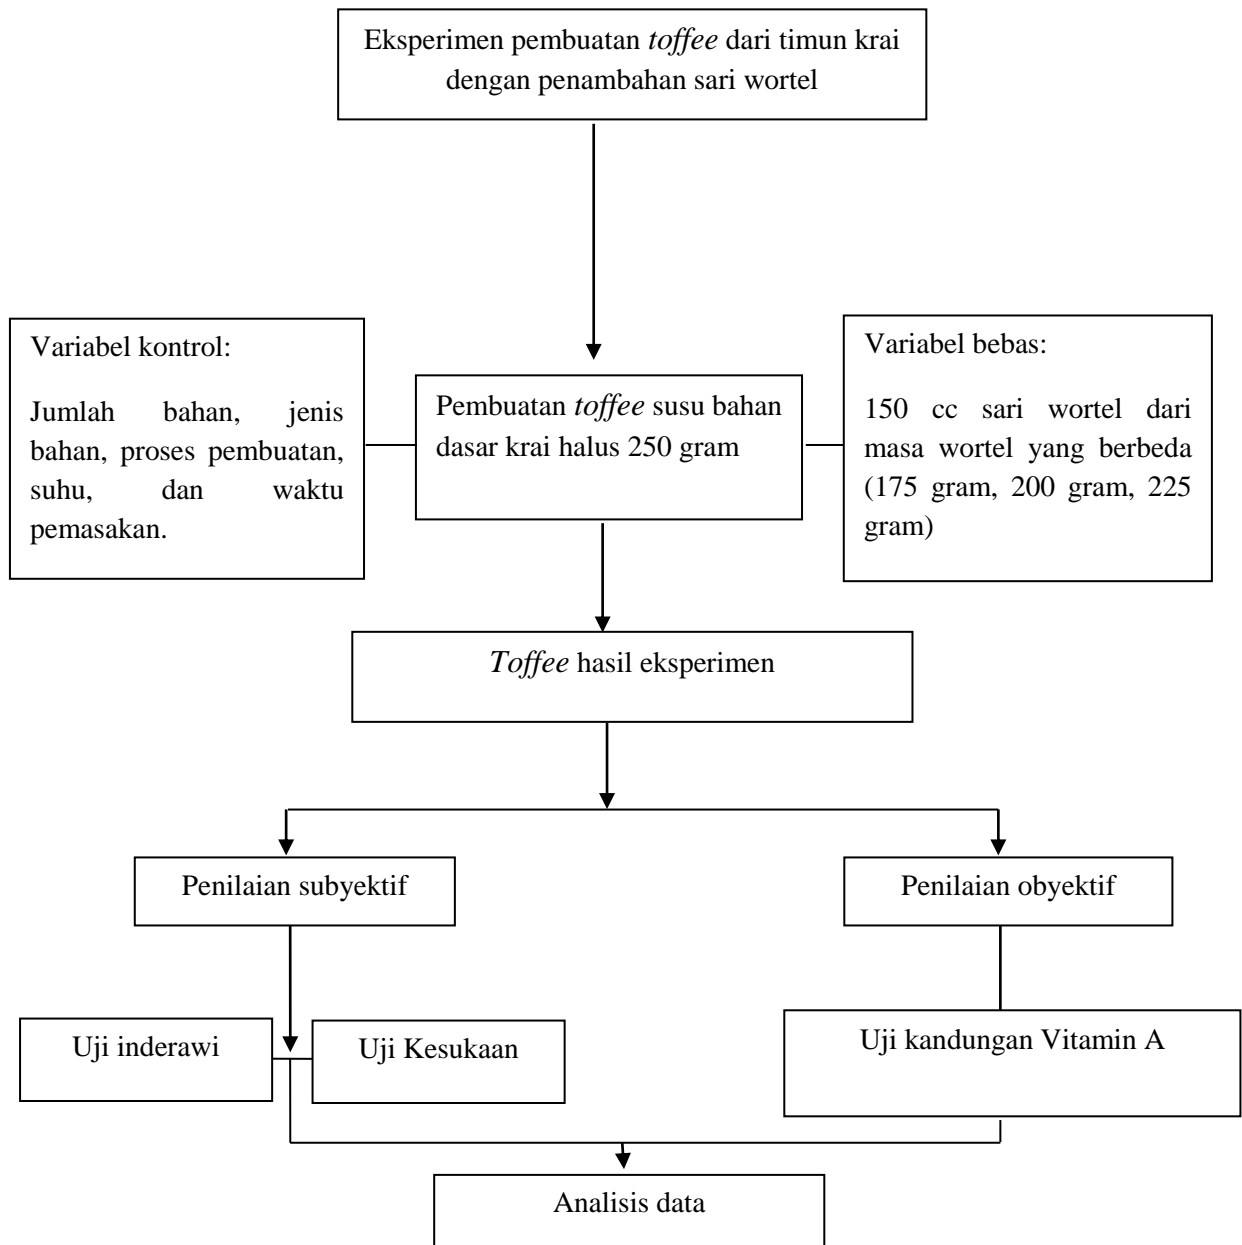 Eksperimen pembuatan toffee dari timun krai
dengan penambahan sari wortel
Variabel kontrol:
Jumlah bahan, jenis
bahan, proses pembuatan,
suhu, dan waktu
pemasakan.
Pembuatan toffee susu bahan
dasar krai halus 250 gram
Variabel bebas:
150 cc sari wortel dari
masa wortel yang berbeda
(175 gram, 200 gram, 225
gram)
Toffee hasil eksperimen
Penilaian subyektif
Penilaian obyektif
Uji inderawi
Uji Kesukaan
Uji kandungan Vitamin A
Analisis data